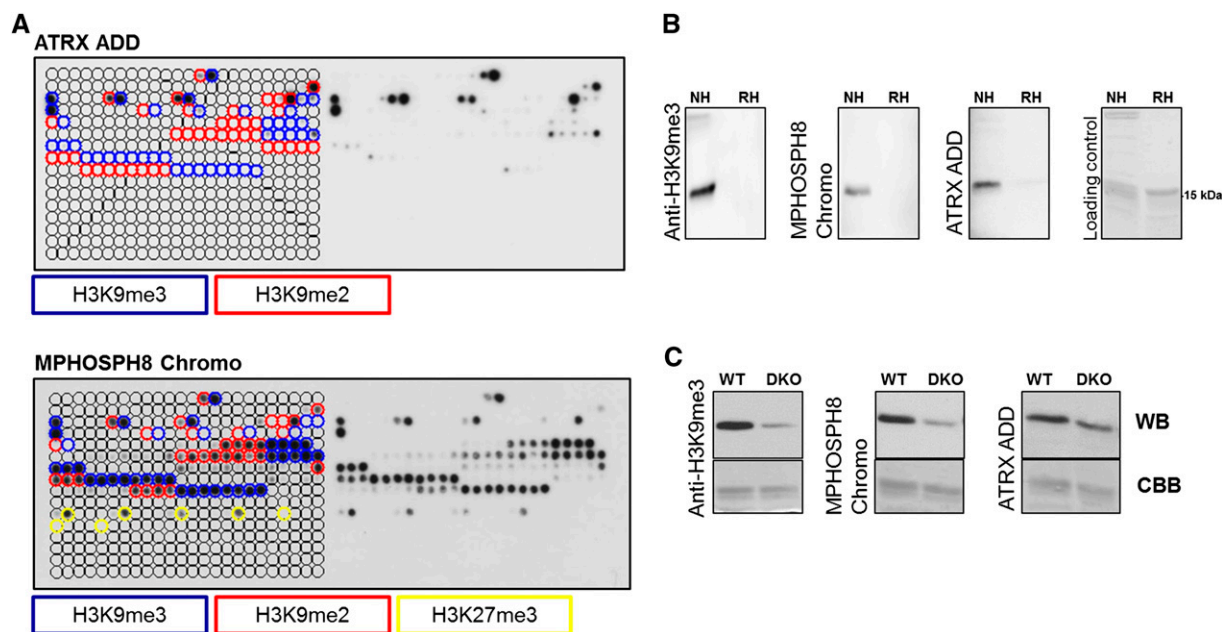 A
ATRX ADD
H3K9me3 H3K9me2
MPHOSPH8 Chromo
H3K9me3 H3K9me2 H3K27me3
B
NH RH NH RH NH RH NH RH
Anti-H3K9me3
MPHOSPH8
Chromo
ATRX ADD
Loading control
-15 kDa
C
WT DKO WT DKO WT DKO
Anti-H3K9me3
MPHOSPH8
Chromo
ATRX ADD
WB
CBB